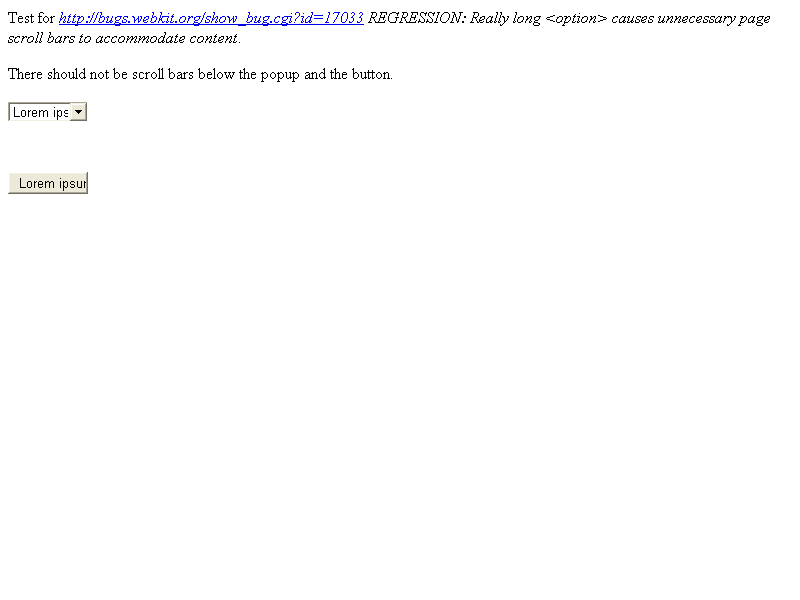 Test for http://bugs.webkit.org/show_bug.cgi?id=17033 REGRESSION: Really long <option> causes unnecessary page
scroll bars to accommodate content.
There should not be scroll bars below the popup and the button.
Lorem ips
Lorem ipsur